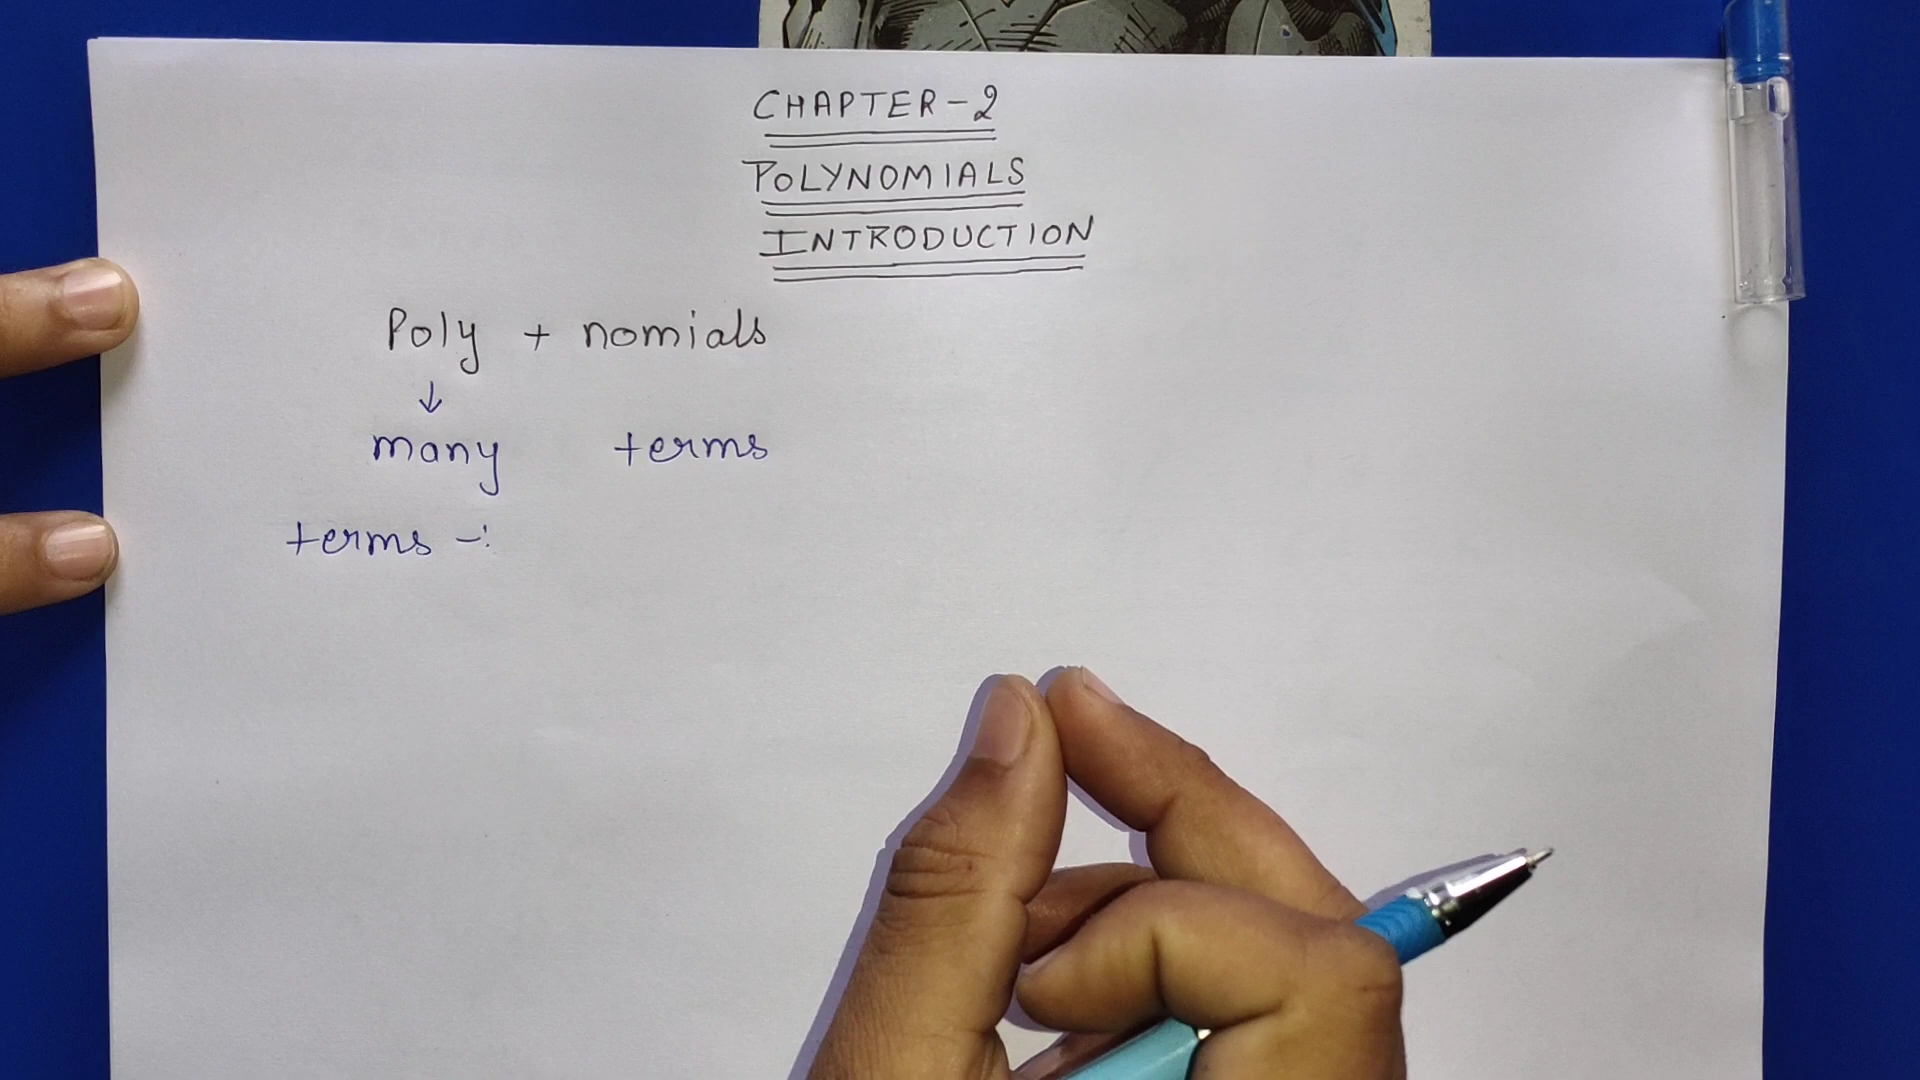 CHAPTER-2
POLYNOMIALS
INTRODUCTION
Poly + nomials
↓
many terms
terms -: